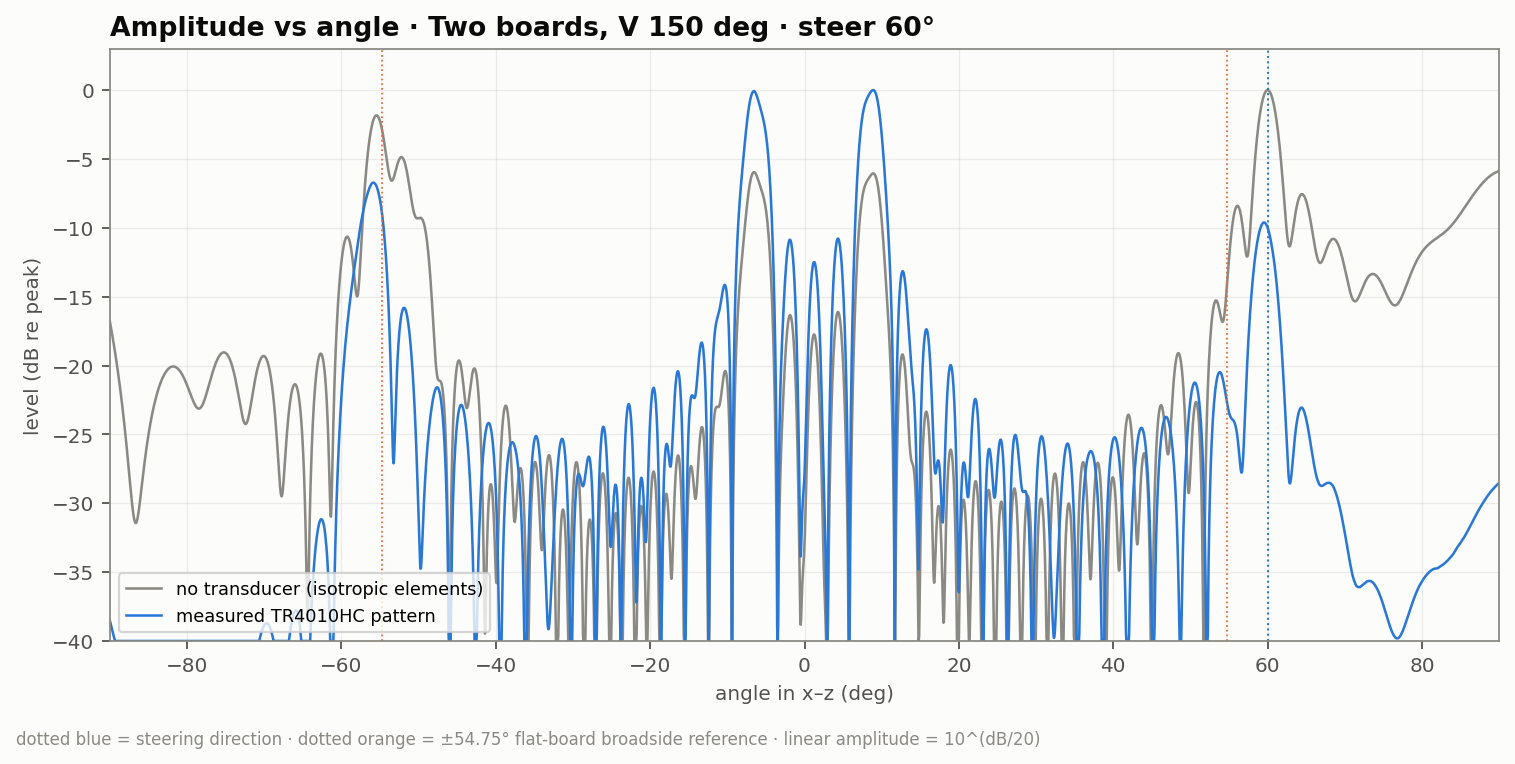 Amplitude vs angle · Two boards, V 150 deg · steer 60°
level (dB re peak)
0
−5
−10
−15
−20
−25
−30
−35
−40
no transducer (isotropic elements)
measured TR4010HC pattern
−80 −60 −40 −20 0 20 40 60 80
angle in x–z (deg)
dotted blue = steering direction · dotted orange = ±54.75° flat-board broadside reference · linear amplitude = 10^(dB/20)